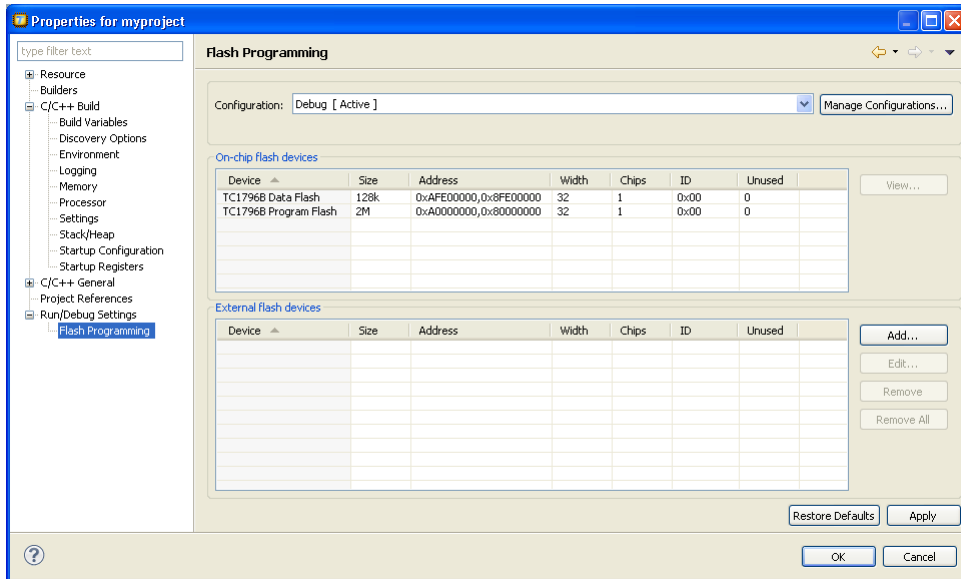 Properties for myproject
type filter text
Resource
Builders
C/C++ Build
Build Variables
Discovery Options
Environment
Logging
Memory
Processor
Settings
Stack/Heap
Startup Configuration
Startup Registers
C/C++ General
Project References
Run/Debug Settings
Flash Programming
Flash Programming
Configuration: Debug [ Active ] Manage Configurations...
On-chip flash devices
Device Size Address Width Chips ID Unused
TC1796B Data Flash 128k 0xAFE00000,0x8FE00000 32 1 0x00 0
TC1796B Program Flash 2M 0xA0000000,0x80000000 32 1 0x00 0
View...
External flash devices
Device Size Address Width Chips ID Unused
Add...
Edit...
Remove
Remove All
Restore Defaults Apply
? OK Cancel